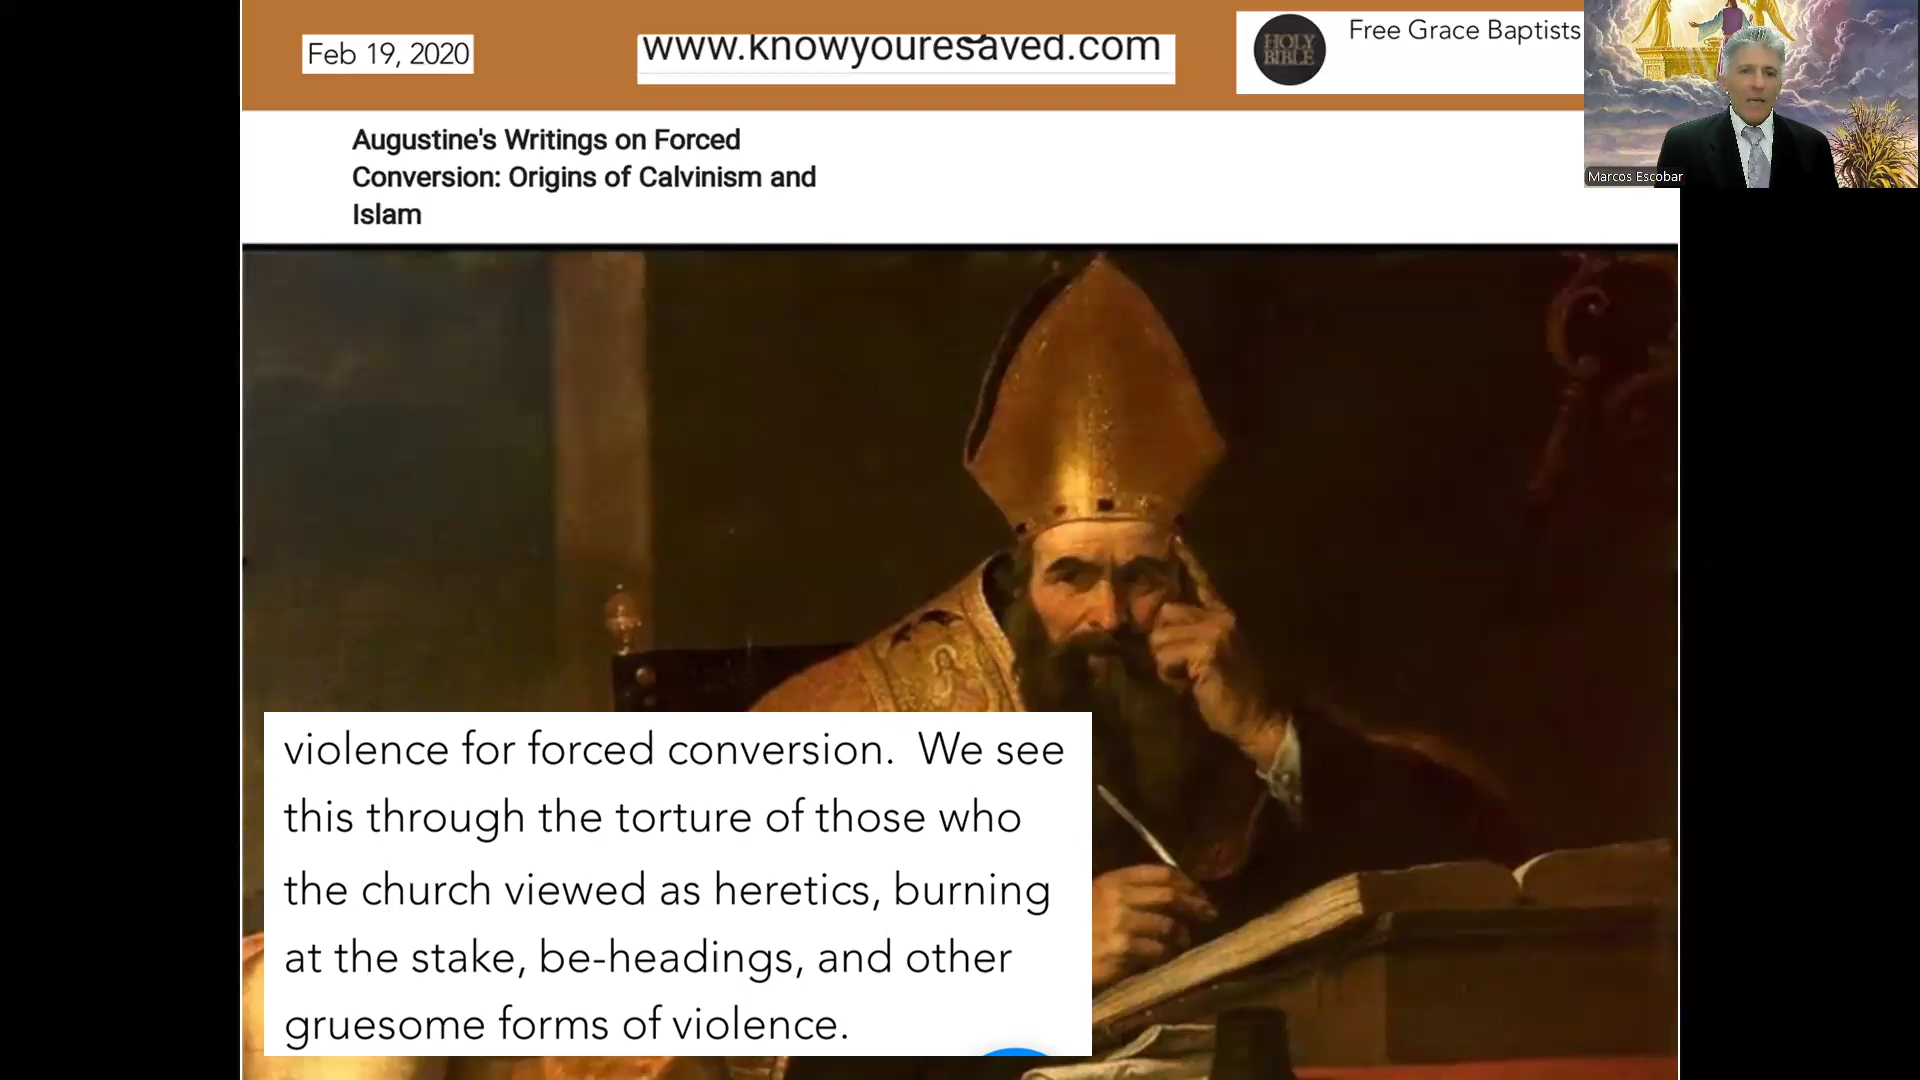 Feb 19, 2020
www.knowyouresaved.com
HOLY
BIBLE
Free Grace Baptists
Marcos Escobar
Augustine's Writings on Forced
Conversion: Origins of Calvinism and
Islam
violence for forced conversion. We see
this through the torture of those who
the church viewed as heretics, burning
at the stake, be-headings, and other
gruesome forms of violence.